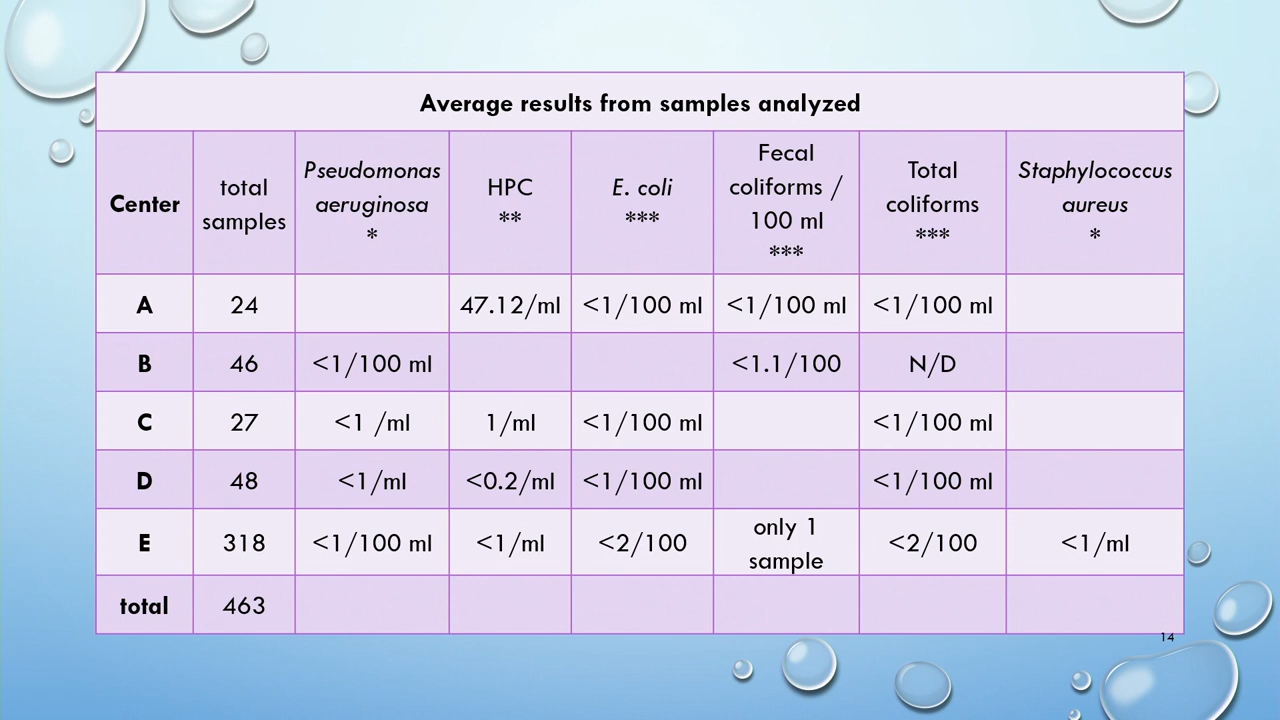 Average results from samples analyzed
Center
total
samples
Pseudomonas
aeruginosa
*
HPC
**
E. coli
***
Fecal
coliforms /
100 ml
***
Total
coliforms
***
Staphylococcus
aureus
*
A 24 47.12/ml <1/100 ml <1/100 ml <1/100 ml
B 46 <1/100 ml <1.1/100 N/D
C 27 <1 /ml 1/ml <1/100 ml <1/100 ml
D 48 <1/ml <0.2/ml <1/100 ml <1/100 ml
E 318 <1/100 ml <1/ml <2/100
only 1
sample
<2/100 <1/ml
total 463
14